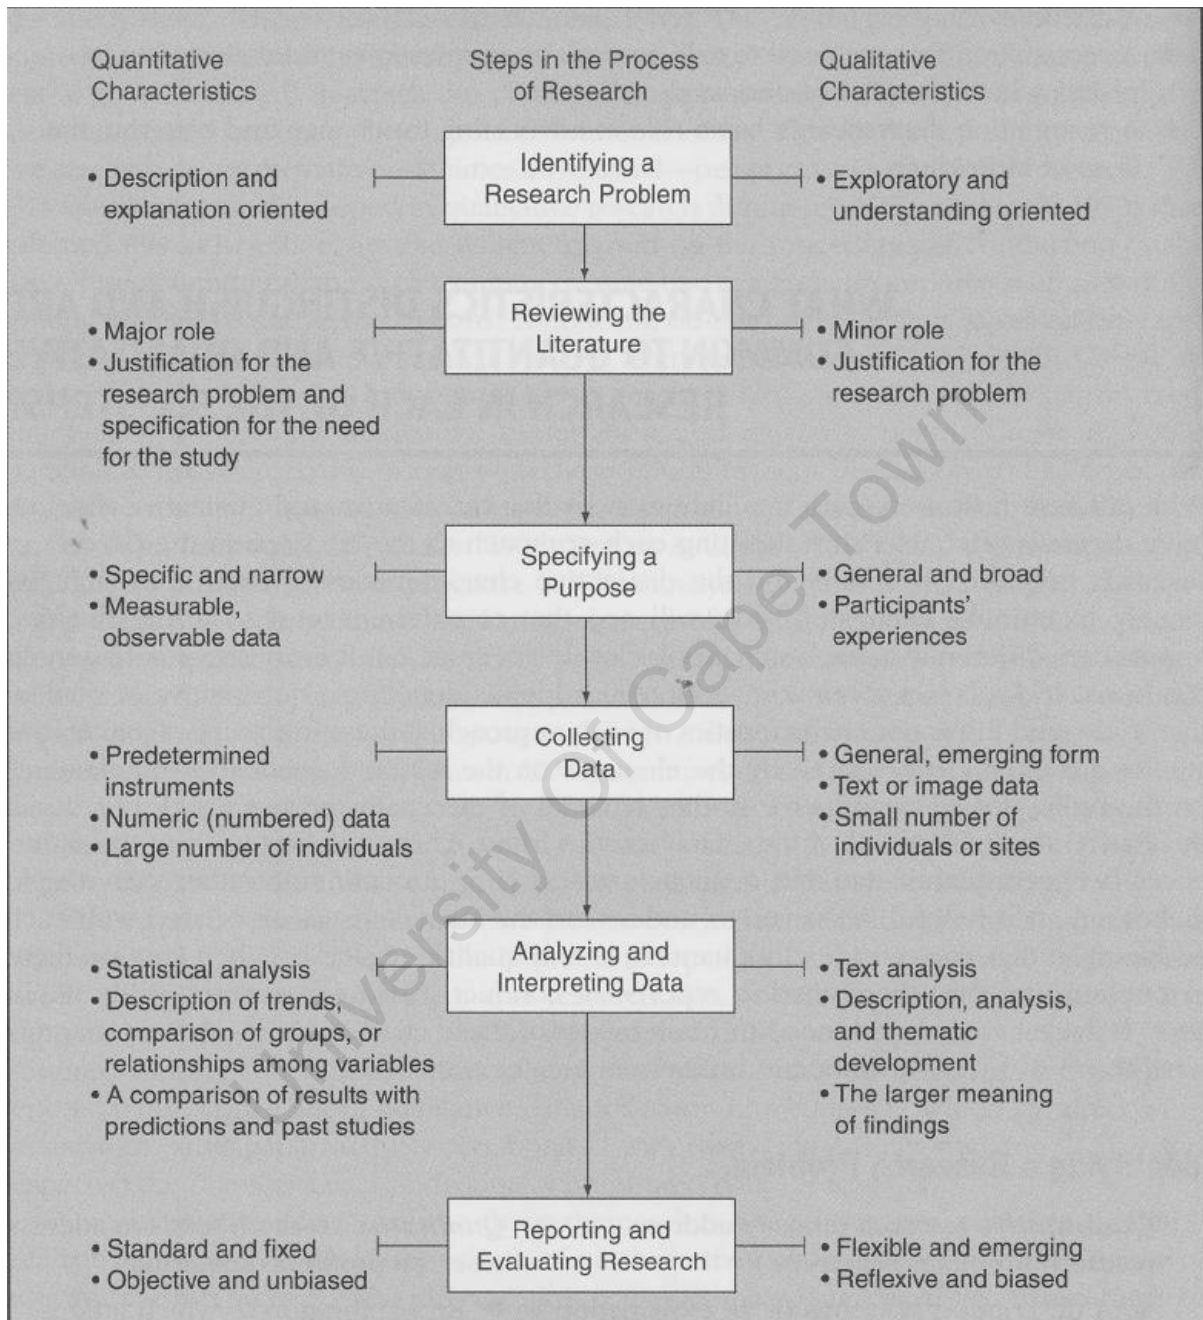 Quantitative
Characteristics
Steps in the Process
of Research
Qualitative
Characteristics
Identifying a
Research Problem
• Description and
explanation oriented
• Exploratory and
understanding oriented
Reviewing the
Literature
• Major role
• Justification for the
research problem and
specification for the need
for the study
• Minor role
• Justification for the
research problem
Specifying a
Purpose
• Specific and narrow
• Measurable,
observable data
• General and broad
• Participants'
experiences
Collecting
Data
• Predetermined
instruments
• Numeric (numbered) data
• Large number of individuals
• General, emerging form
• Text or image data
• Small number of
individuals or sites
Analyzing and
Interpreting Data
• Statistical analysis
• Description of trends,
comparison of groups, or
relationships among variables
• A comparison of results with
predictions and past studies
• Text analysis
• Description, analysis,
and thematic
development
• The larger meaning
of findings
Reporting and
Evaluating Research
• Standard and fixed
• Objective and unbiased
• Flexible and emerging
• Reflexive and biased
University Of Cape Town